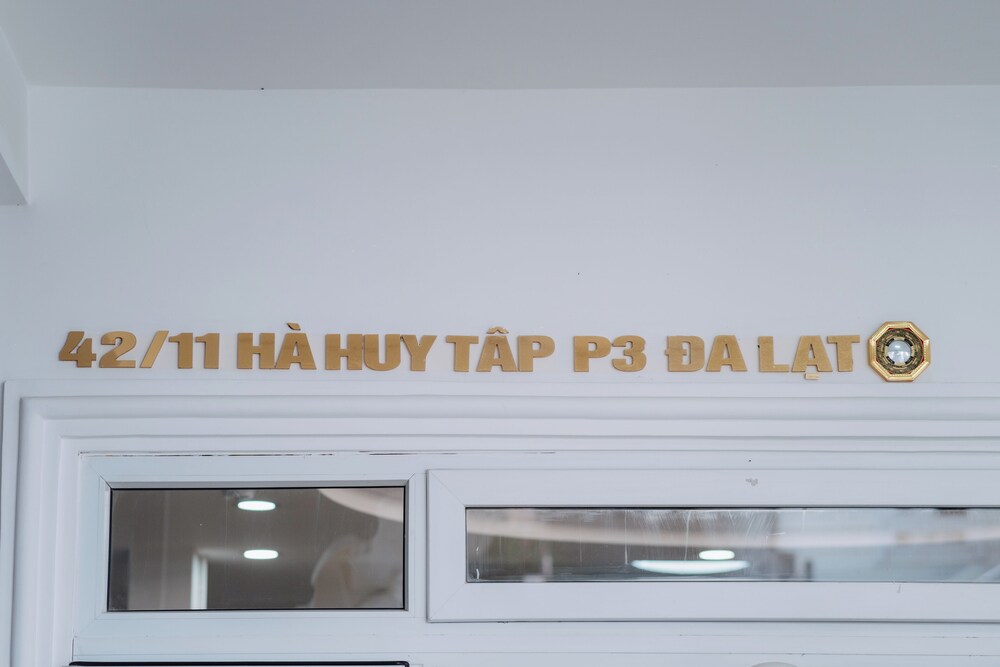 42/11 HÀ HUY TẬP P3 ĐA LẠT